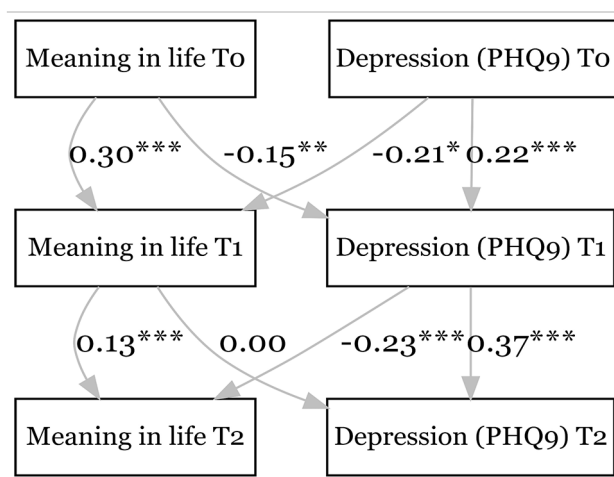 Meaning in life T0 Depression (PHQ9) T0
0.30*** -0.15** -0.21* 0.22***
Meaning in life T1 Depression (PHQ9) T1
0.13*** 0.00 -0.23*** 0.37***
Meaning in life T2 Depression (PHQ9) T2